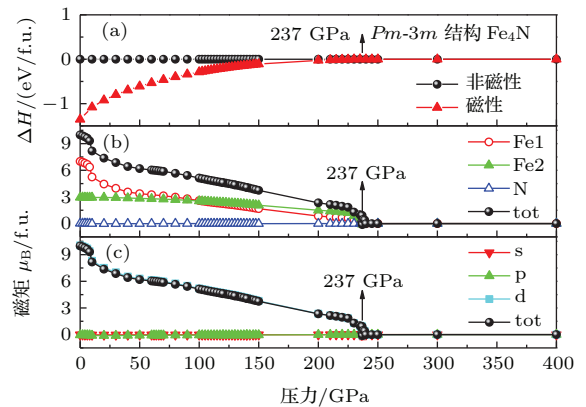 (a)
237 GPa
Pm-3m 结构 Fe₄N
非磁性
磁性
ΔH/(eV/f.u.)
0
−1
(b)
237 GPa
Fe1
Fe2
N
tot
9
6
3
0
(c)
237 GPa
s
p
d
tot
9
6
3
0
磁矩 μB/f.u.
0 50 100 150 200 250 300 350 400
压力/GPa